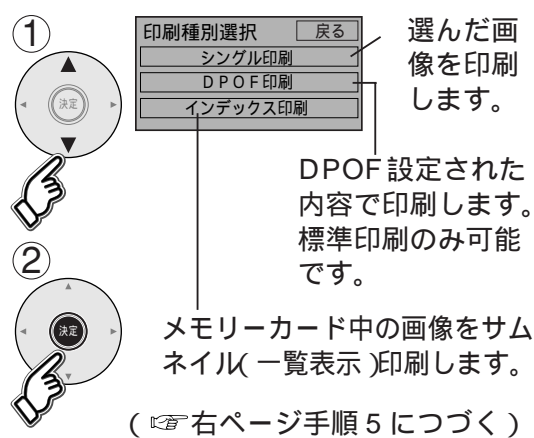 ①
決定
印刷種別選択 戻る
シングル印刷
DPOF印刷
インデックス印刷
選んだ画
像を印刷
します。
DPOF設定された
内容で印刷します。
標準印刷のみ可能
です。
②
決定
メモリーカード中の画像をサム
ネイル(一覧表示)印刷します。
(☞右ページ手順5につづく)